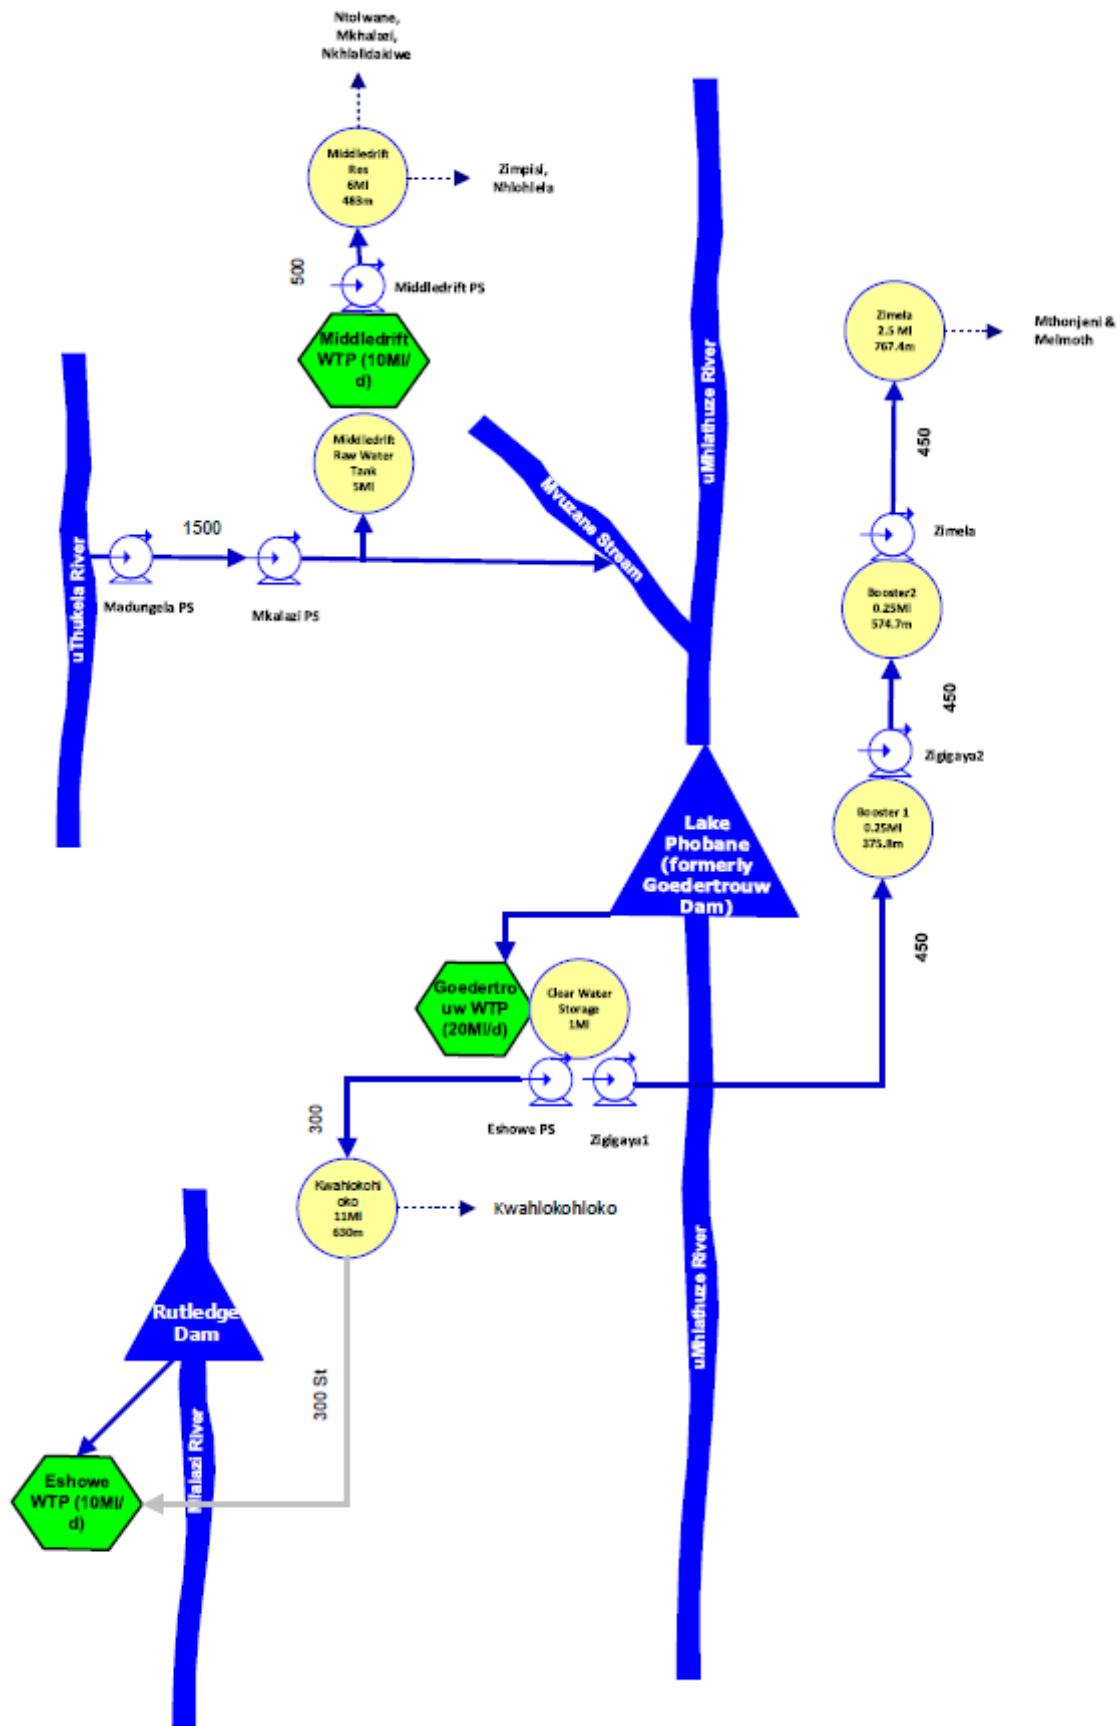 Ntolwane,
Mkhalazi,
Nkhlalidakiwe
Middledrift
Res
6Ml
483m
Zimpisi,
Nhlohlela
500
Middledrift PS
Middledrift
WTP (10Ml/
d)
Middledrift
Raw Water
Tank
5Ml
uThukela River
1500
Madungela PS
Mkalazi PS
Mvuzane Stream
uMhlathuze River
Zimela
2.5 Ml
767.4m
Mthonjeni &
Melmoth
450
Zimela
Booster2
0.25Ml
574.7m
450
Zigigaya2
Booster 1
0.25Ml
375.8m
450
Lake
Phobane
(formerly
Goedertrouw
Dam)
Goedertro
uw WTP
(20Ml/d)
Clear Water
Storage
1Ml
Eshowe PS
Zigigaya1
300
Kwahlokohl
oko
11Ml
630m
Kwahlokohloko
uMhlathuze River
Rutledge
Dam
300 St
Mlalazi River
Eshowe
WTP (10Ml/
d)